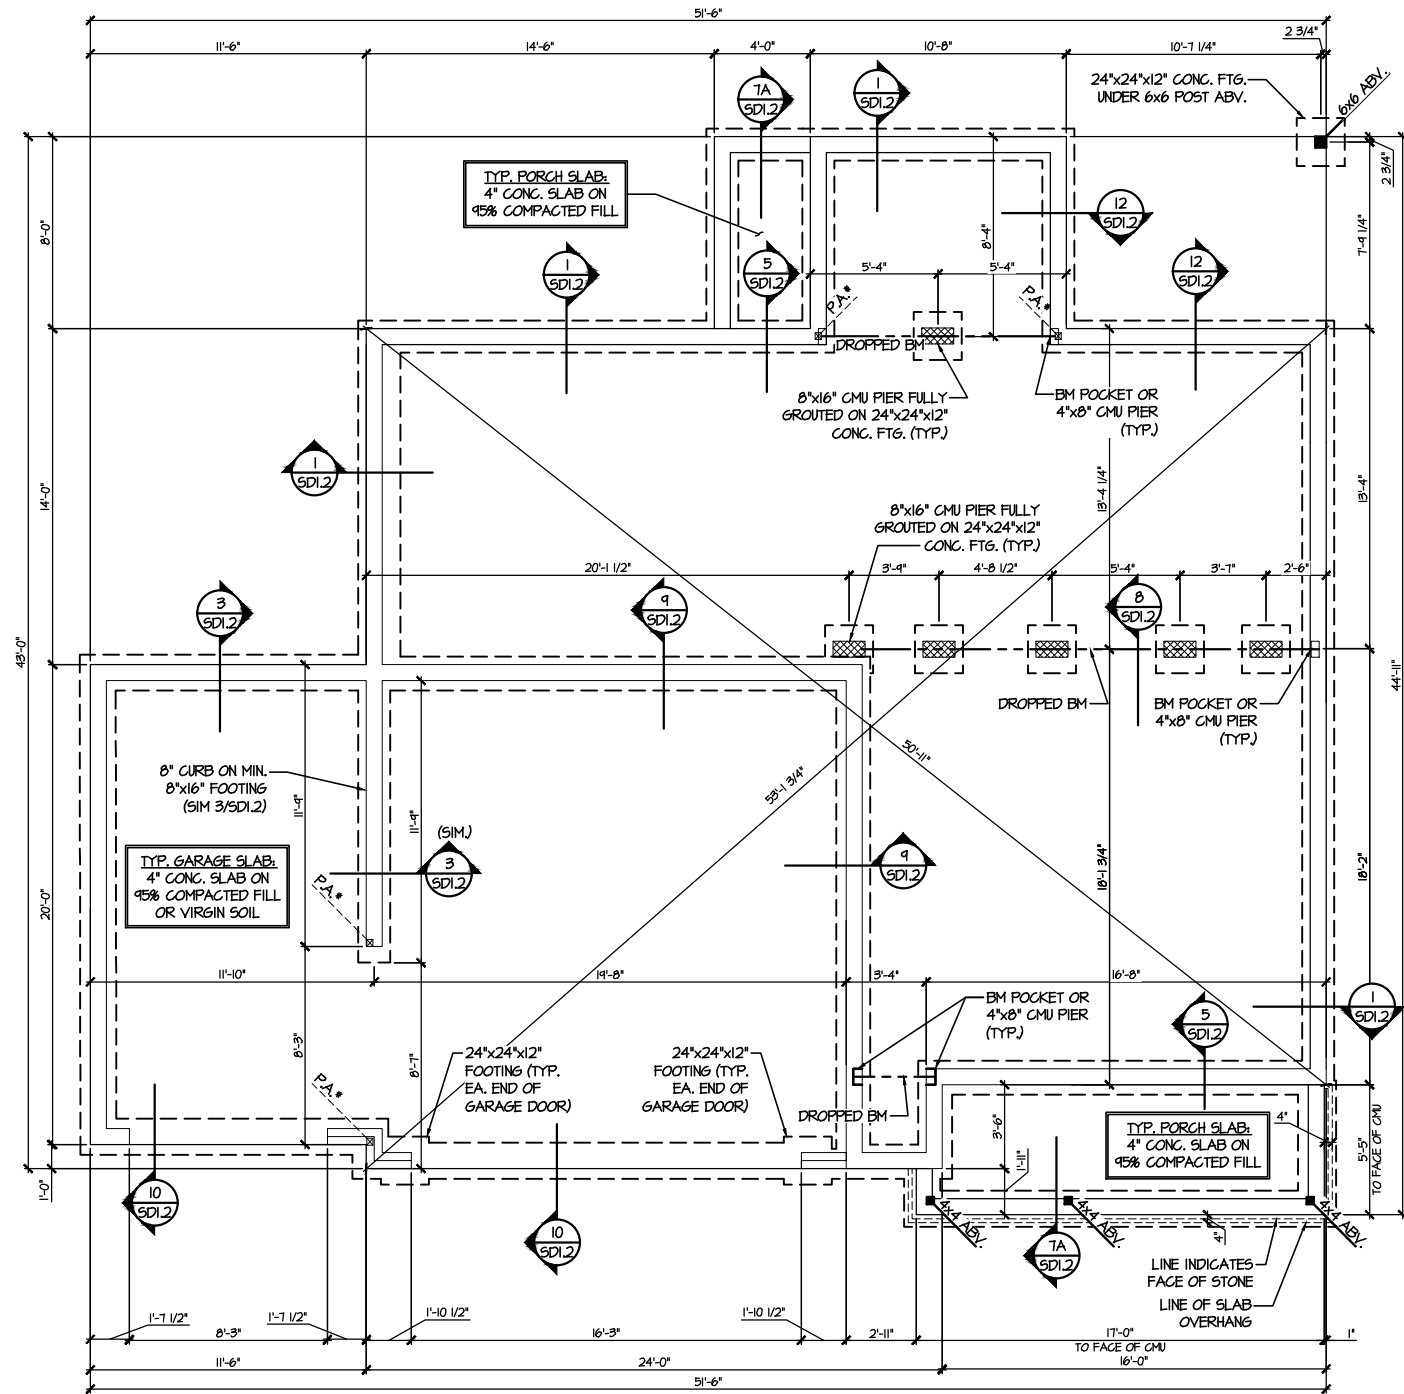 51'-6"
2 3/4"
11'-6"
14'-6"
4'-0"
10'-8"
10'-7 1/4"
24"x24"x12" CONC. FTG.
UNDER 6x6 POST ABV.
6x6 ABV.
7A
SD1.2
1
SD1.2
2 3/4"
TYP. PORCH SLAB:
4" CONC. SLAB ON
95% COMPACTED FILL
12
SD1.2
8'-0"
8'-4"
7'-9 1/4"
1
SD1.2
5
SD1.2
5'-4"
5'-4"
12
SD1.2
P.A.*
P.A.*
DROPPED BM
8"x16" CMU PIER FULLY
GROUTED ON 24"x24"x12"
CONC. FTG. (TYP.)
BM POCKET OR
4"x8" CMU PIER
(TYP.)
1
SD1.2
14'-0"
13'-4 1/4"
13'-4"
8"x16" CMU PIER FULLY
GROUTED ON 24"x24"x12"
CONC. FTG. (TYP.)
20'-1 1/2"
3'-9"
4'-8 1/2"
5'-4"
3'-7"
2'-6"
3
SD1.2
9
SD1.2
8
SD1.2
43'-0"
44'-11"
DROPPED BM
BM POCKET OR
4"x8" CMU PIER
(TYP.)
50'-11"
53'-1 3/4"
8" CURB ON MIN.
8"x16" FOOTING
(SIM 3/SD1.2)
11'-9"
11'-9"
(SIM.)
3
SD1.2
9
SD1.2
18'-1 3/4"
18'-2"
TYP. GARAGE SLAB:
4" CONC. SLAB ON
95% COMPACTED FILL
OR VIRGIN SOIL
P.A.*
20'-0"
11'-10"
19'-8"
3'-4"
16'-8"
BM POCKET OR
4"x8" CMU PIER
(TYP.)
5
SD1.2
1
SD1.2
8'-3"
8'-7"
24"x24"x12"
FOOTING (TYP.
EA. END OF
GARAGE DOOR)
24"x24"x12"
FOOTING (TYP.
EA. END OF
GARAGE DOOR)
P.A.*
DROPPED BM
3'-6"
TYP. PORCH SLAB:
4" CONC. SLAB ON
95% COMPACTED FILL
4"
5'-5"
TO FACE OF CMU
1'-11"
1'-0"
10
SD1.2
10
SD1.2
4x4 ABV.
4x4 ABV.
4x4 ABV.
7A
SD1.2
4"
LINE INDICATES
FACE OF STONE
LINE OF SLAB
OVERHANG
1'-7 1/2"
8'-3"
1'-7 1/2"
1'-10 1/2"
16'-3"
1'-10 1/2"
2'-11"
17'-0"
TO FACE OF CMU
1"
11'-6"
24'-0"
16'-0"
51'-6"